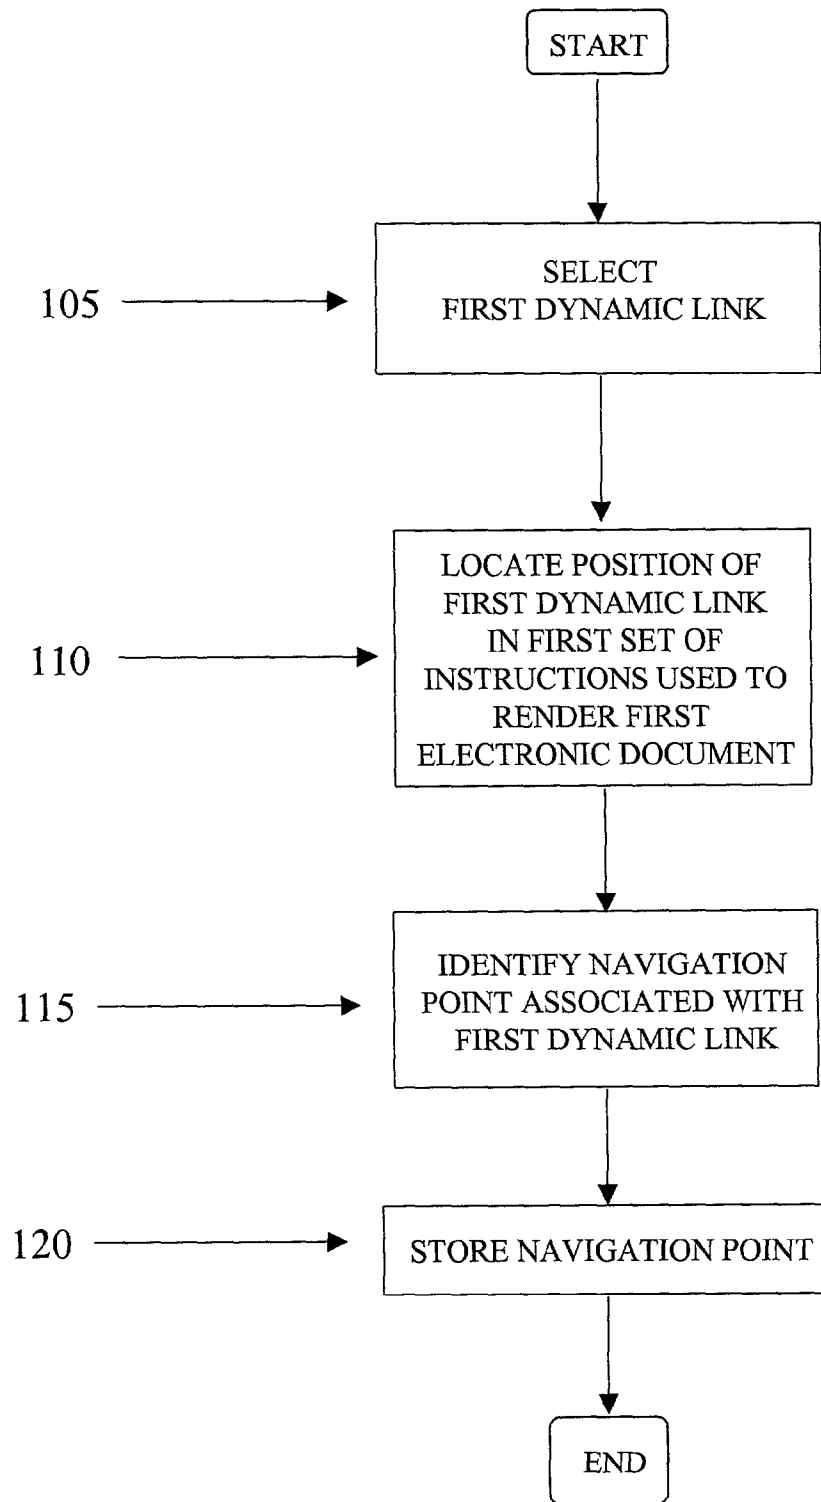 START
105
SELECT
FIRST DYNAMIC LINK
110
LOCATE POSITION OF
FIRST DYNAMIC LINK
IN FIRST SET OF
INSTRUCTIONS USED TO
RENDER FIRST
ELECTRONIC DOCUMENT
115
IDENTIFY NAVIGATION
POINT ASSOCIATED WITH
FIRST DYNAMIC LINK
120
STORE NAVIGATION POINT
END